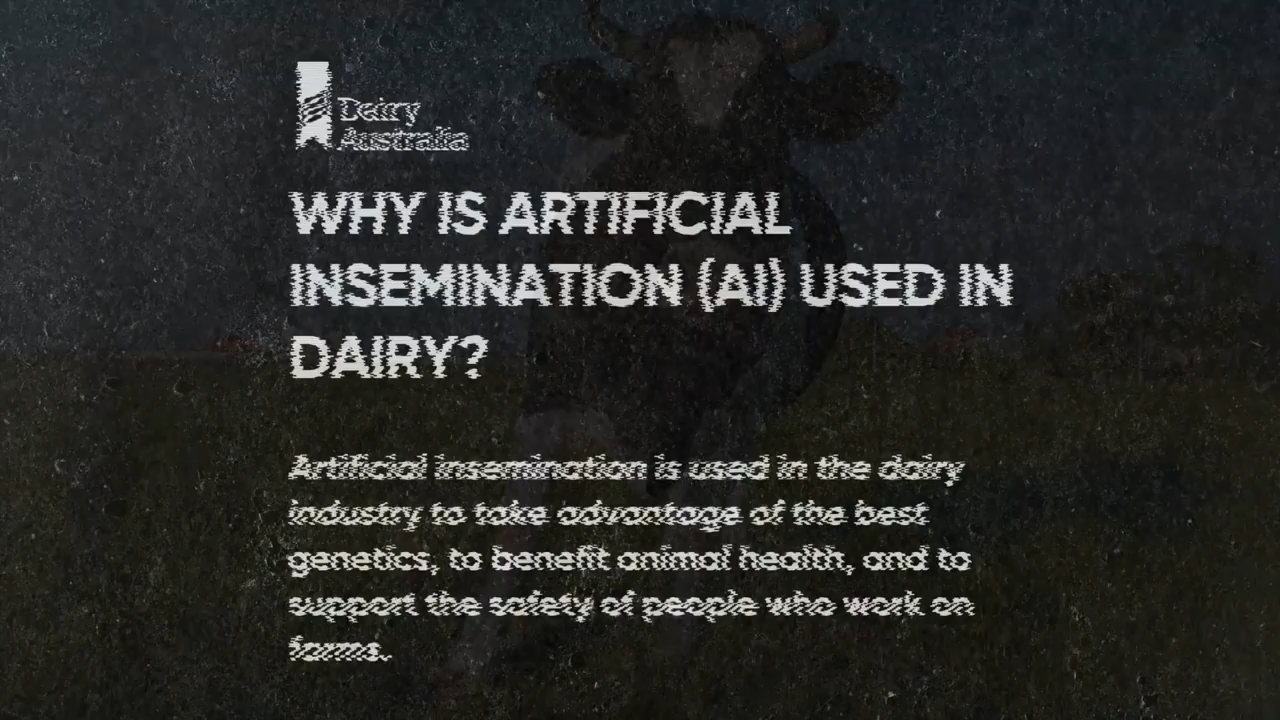 Dairy
Australia
WHY IS ARTIFICIAL
INSEMINATION (AI) USED IN
DAIRY?
Artificial insemination is used in the dairy
industry to take advantage of the best
genetics, to benefit animal health, and to
support the safety of people who work on
farms.